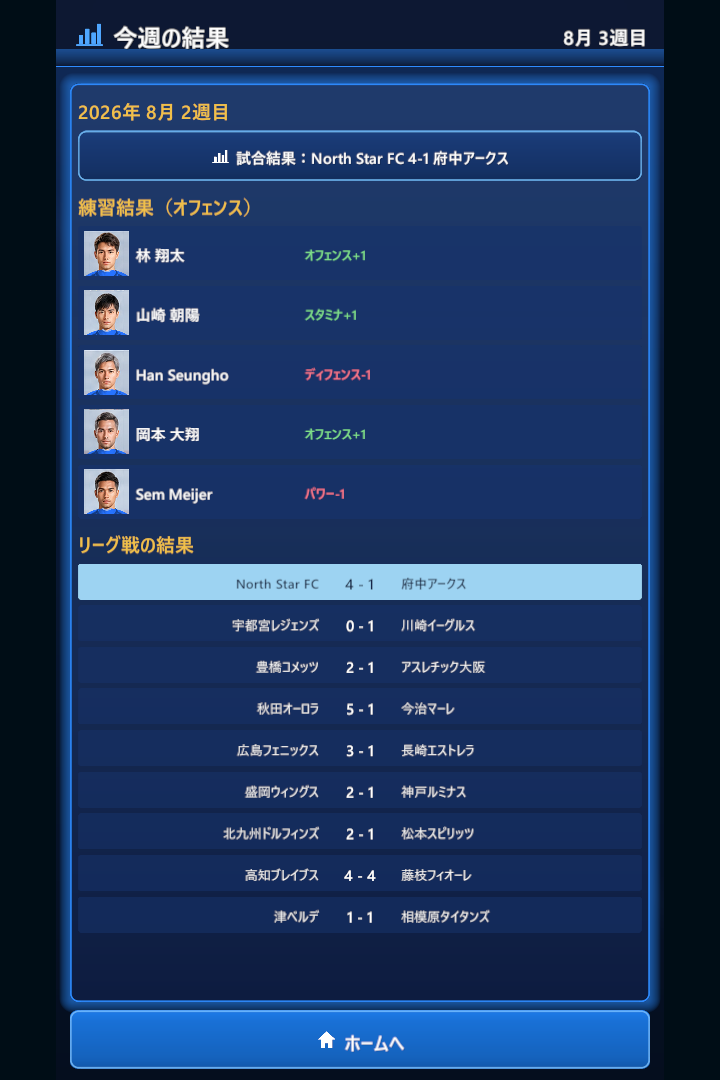 今週の結果
8月 3週目
2026年 8月 2週目
試合結果：North Star FC 4-1 府中アークス
練習結果（オフェンス）
林 翔太 オフェンス+1
山崎 朝陽 スタミナ+1
Han Seungho ディフェンス-1
岡本 大翔 オフェンス+1
Sem Meijer パワー-1
リーグ戦の結果
North Star FC 4 - 1 府中アークス
宇都宮レジェンズ 0 - 1 川崎イーグルス
豊橋コメッツ 2 - 1 アスレチック大阪
秋田オーロラ 5 - 1 今治マーレ
広島フェニックス 3 - 1 長崎エストレラ
盛岡ウィングス 2 - 1 神戸ルミナス
北九州ドルフィンズ 2 - 1 松本スピリッツ
高知ブレイブス 4 - 4 藤枝フィオーレ
津ベルデ 1 - 1 相模原タイタンズ
ホームへ